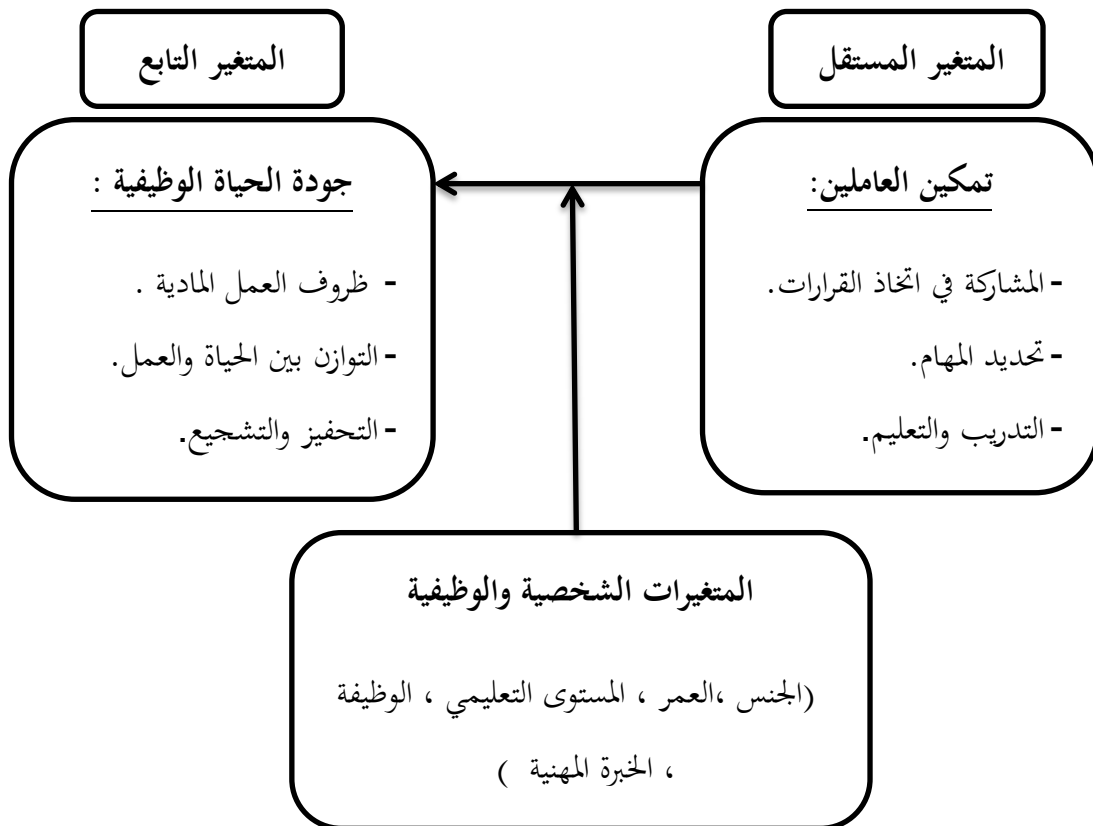 المتغير المستقل
تمكين العاملين:
- المشاركة في اتخاذ القرارات.
- تحديد المهام.
- التدريب والتعليم.
المتغير التابع
جودة الحياة الوظيفية :
- ظروف العمل المادية .
- التوازن بين الحياة والعمل.
- التحفيز والتشجيع.
المتغيرات الشخصية والوظيفية
(الجنس ،العمر ، المستوى التعليمي ، الوظيفة
، الخبرة المهنية )